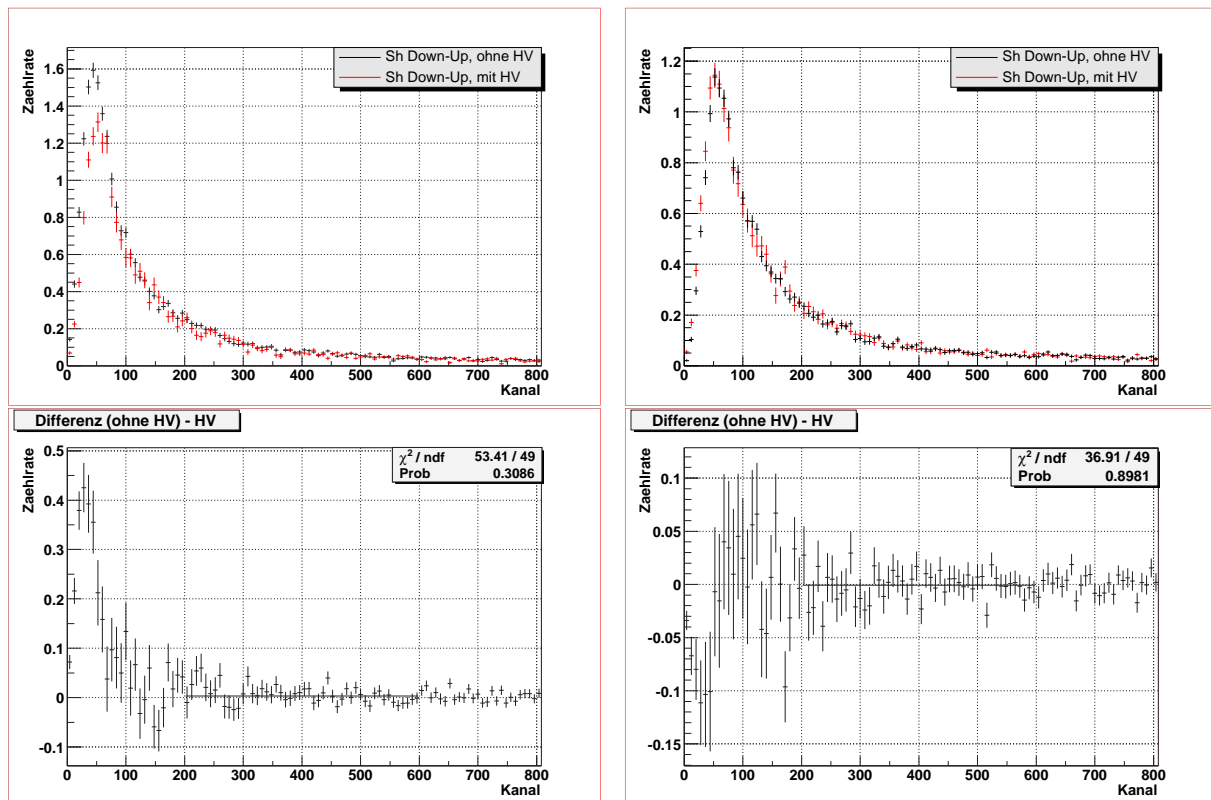 Sh Down-Up, ohne HV
Sh Down-Up, mit HV
Zaehlrate
1.6
1.4
1.2
1
0.8
0.6
0.4
0.2
0
0 100 200 300 400 500 600 700 800
Kanal
Sh Down-Up, ohne HV
Sh Down-Up, mit HV
Zaehlrate
1.2
1
0.8
0.6
0.4
0.2
0
0 100 200 300 400 500 600 700 800
Kanal
Differenz (ohne HV) - HV
χ² / ndf 53.41 / 49
Prob 0.3086
Zaehlrate
0.5
0.4
0.3
0.2
0.1
0
-0.1
0 100 200 300 400 500 600 700 800
Kanal
Differenz (ohne HV) - HV
χ² / ndf 36.91 / 49
Prob 0.8981
Zaehlrate
0.1
0.05
0
-0.05
-0.1
-0.15
0 100 200 300 400 500 600 700 800
Kanal